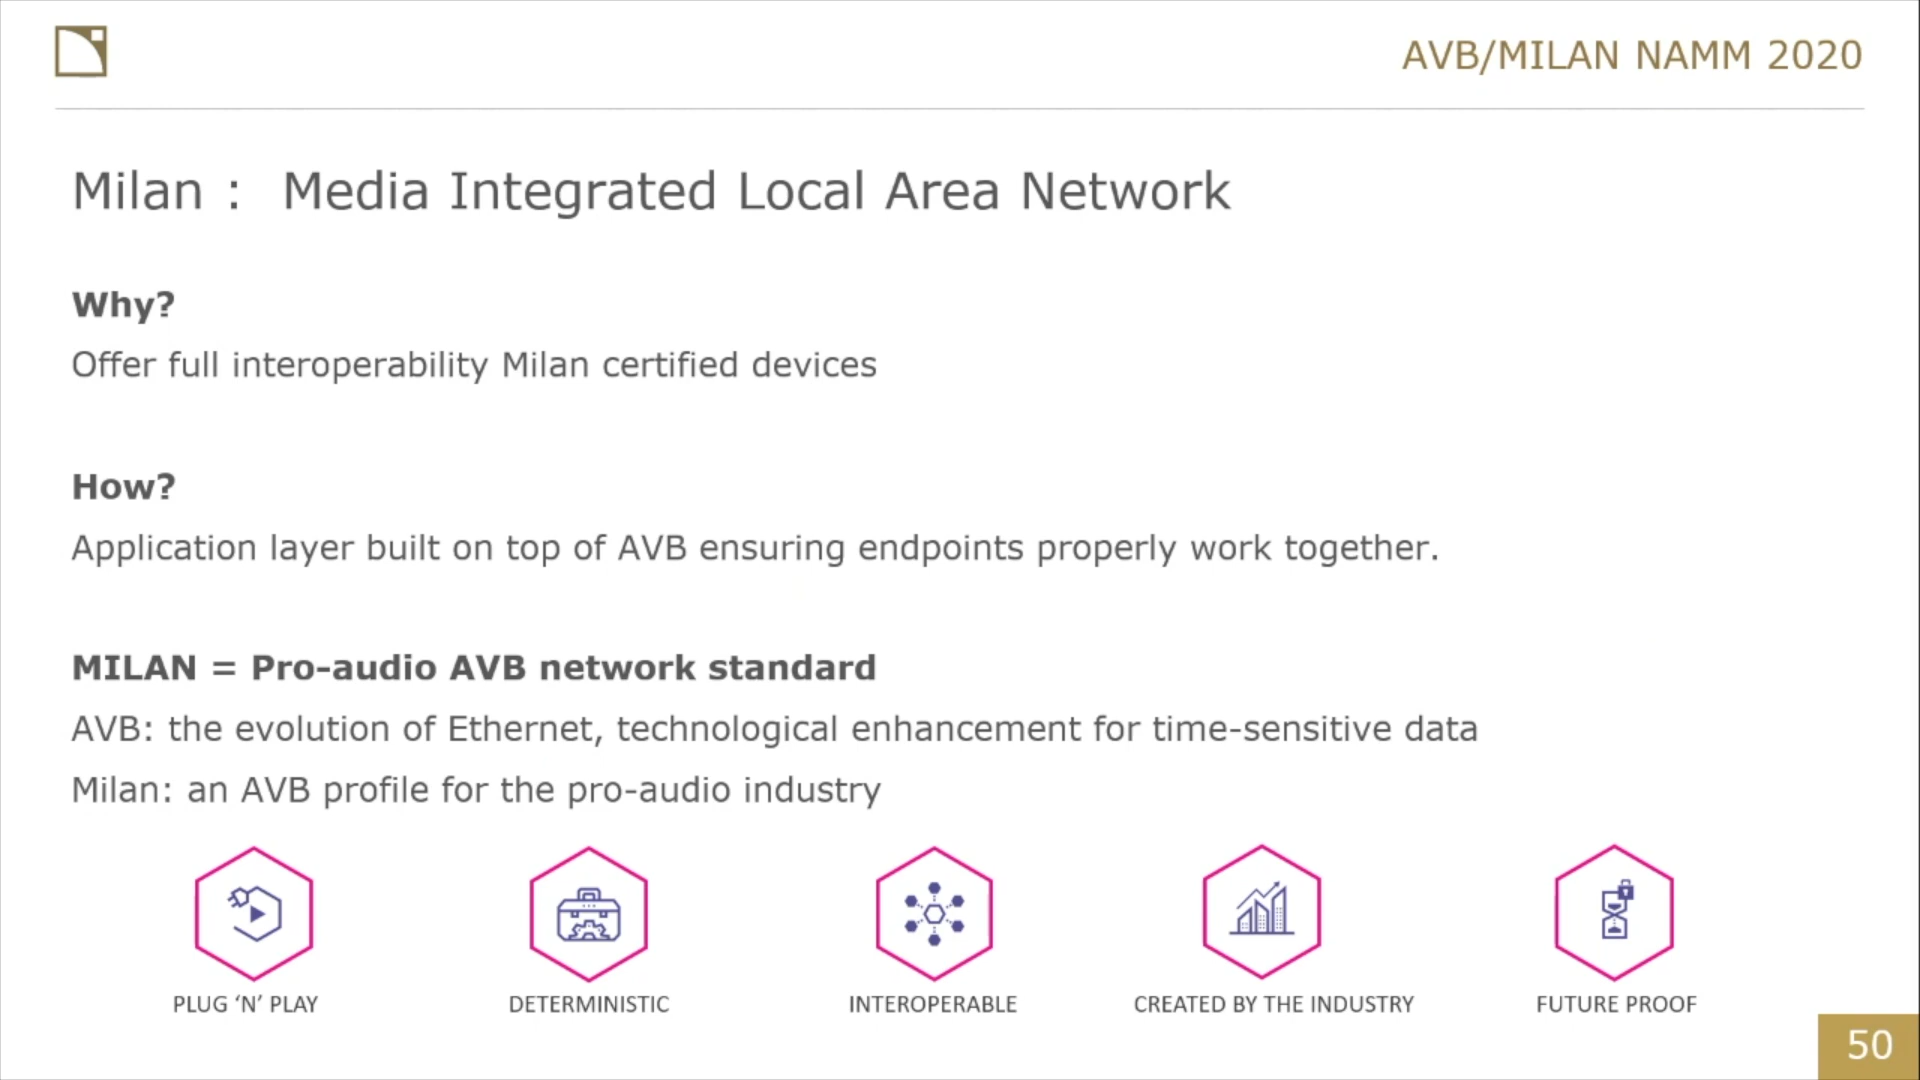 AVB/MILAN NAMM 2020
Milan :  Media Integrated Local Area Network
Why?
Offer full interoperability Milan certified devices
How?
Application layer built on top of AVB ensuring endpoints properly work together.
MILAN = Pro-audio AVB network standard
AVB: the evolution of Ethernet, technological enhancement for time-sensitive data
Milan: an AVB profile for the pro-audio industry
PLUG ‘N’ PLAY
DETERMINISTIC
INTEROPERABLE
CREATED BY THE INDUSTRY
FUTURE PROOF
50